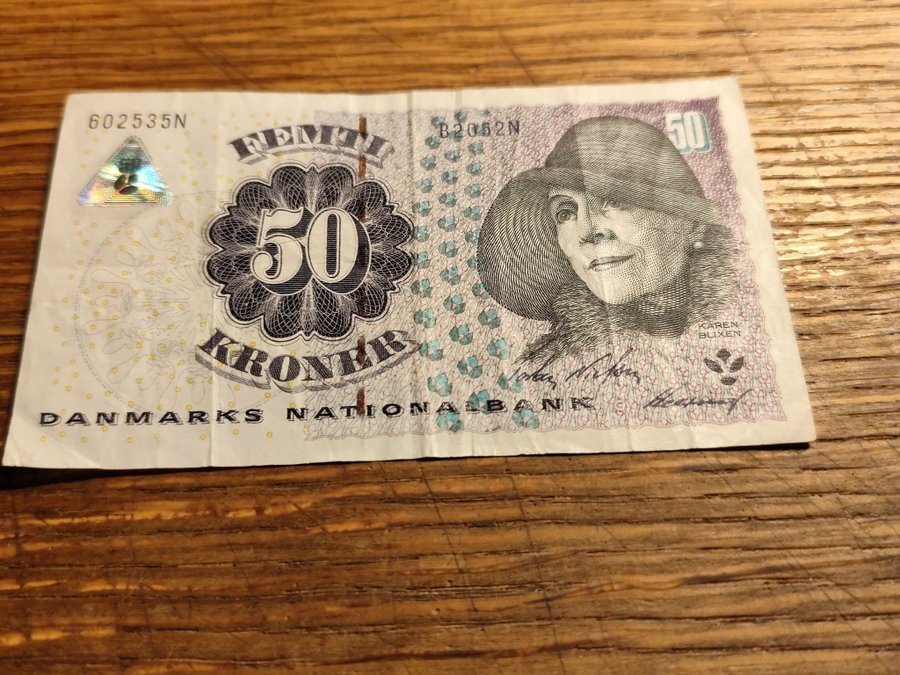 602535N
B2052N
50
FEMTI
50
KRONER
KAREN
BLIXEN
DANMARKS NATIONALBANK